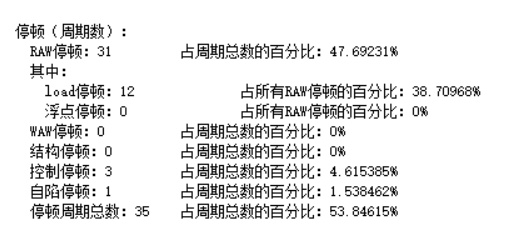 停顿（周期数）：
RAW停顿：31 占周期总数的百分比：47.69231%
其中：
load停顿：12 占所有RAW停顿的百分比：38.70968%
浮点停顿：0 占所有RAW停顿的百分比：0%
WAW停顿：0 占周期总数的百分比：0%
结构停顿：0 占周期总数的百分比：0%
控制停顿：3 占周期总数的百分比：4.615385%
自陷停顿：1 占周期总数的百分比：1.538462%
停顿周期总数：35 占周期总数的百分比：53.84615%